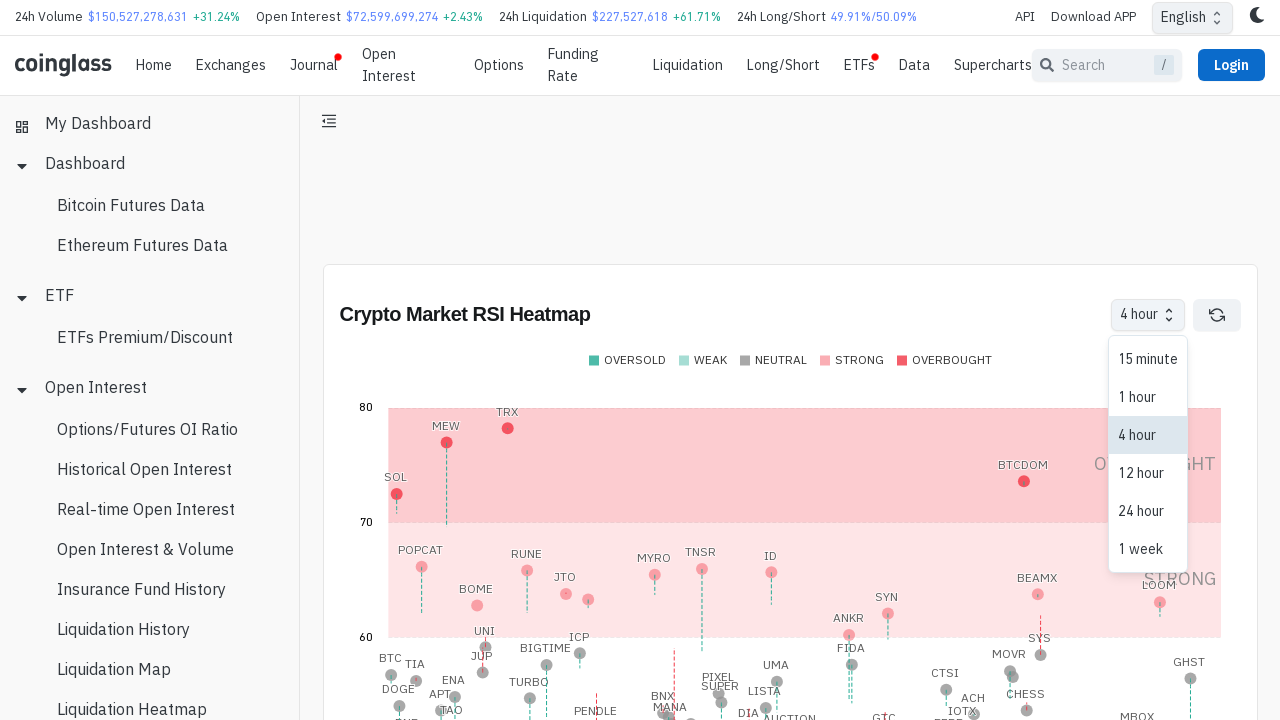 24h Volume $150,527,278,631 +31.24% Open Interest $72,599,699,274 +2.43% 24h Liquidation $227,527,618 +61.71% 24h Long/Short 49.91%/50.09% API Download APP English
coinglass Home Exchanges Journal Open Interest Options Funding Rate Liquidation Long/Short ETFs Data Supercharts Search / Login
My Dashboard
Dashboard
Bitcoin Futures Data
Ethereum Futures Data
ETF
ETFs Premium/Discount
Open Interest
Options/Futures OI Ratio
Historical Open Interest
Real-time Open Interest
Open Interest & Volume
Insurance Fund History
Liquidation History
Liquidation Map
Liquidation Heatmap
Crypto Market RSI Heatmap
4 hour
15 minute
1 hour
4 hour
12 hour
24 hour
1 week
OVERSOLD WEAK NEUTRAL STRONG OVERBOUGHT
80
TRX
MEW
BTCDOM
SOL
70
POPCAT
RUNE
MYRO
TNSR
ID
BOME
JTO
BEAMX
STRONG
LOOM
SYN
ANKR
60
UNI
ICP
SYS
BTC
TIA
JUP
BIGTIME
FIDA
MOVR
GHST
UMA
CTSI
DOGE
ENA
TURBO
PIXEL
SUPER
LISTA
APT
TAO
BNX
MANA
ACH
CHESS
PENDLE
DIA
AUCTION
GTC
IOTX
MBOX